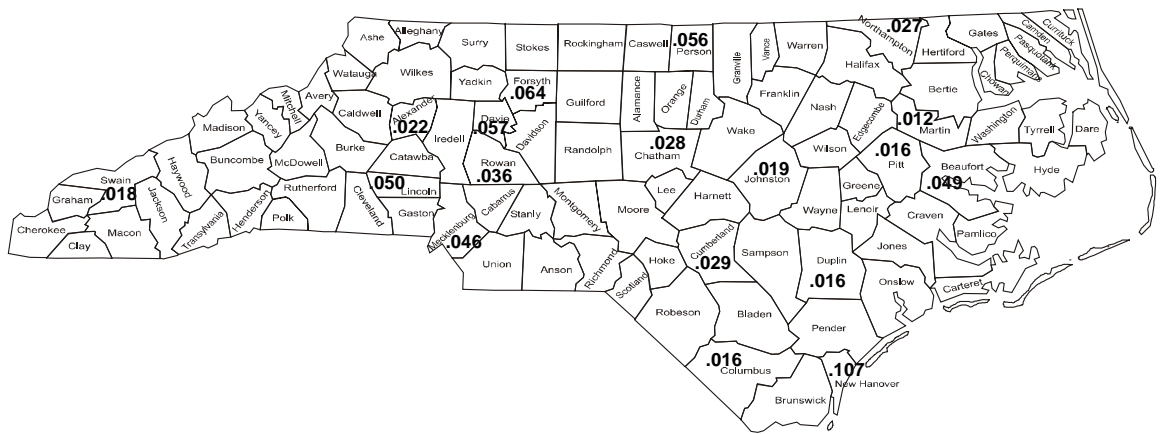 Ashe
Alleghany
Surry
Stokes
Rockingham
Caswell
.056
Person
Granville
Vance
Warren
.027
Northampton
Halifax
Hertford
Gates
Currituck
Camden
Pasquotank
Perquimans
Chowan
Bertie
Watauga
Wilkes
Yadkin
Forsyth
.064
Guilford
Alamance
Orange
Durham
Franklin
Nash
Edgecombe
.012
Martin
Washington
Tyrrell
Dare
Avery
Mitchell
Yancey
Madison
Caldwell
Alexander
.022
Iredell
Davie
.057
Davidson
Randolph
.028
Chatham
Wake
.019
Johnston
Wilson
.016
Pitt
Beaufort
.049
Hyde
Haywood
Buncombe
McDowell
Burke
Catawba
Rowan
.036
Swain
.018
Graham
Jackson
Cherokee
Clay
Macon
Transylvania
Henderson
Polk
Rutherford
Cleveland
.050
Lincoln
Gaston
Mecklenburg
.046
Cabarrus
Stanly
Montgomery
Moore
Lee
Harnett
Wayne
Greene
Lenoir
Craven
Pamlico
Jones
Union
Anson
Richmond
Scotland
Hoke
Cumberland
.029
Sampson
Duplin
.016
Onslow
Carteret
Robeson
Bladen
Pender
.016
Columbus
.107
New Hanover
Brunswick